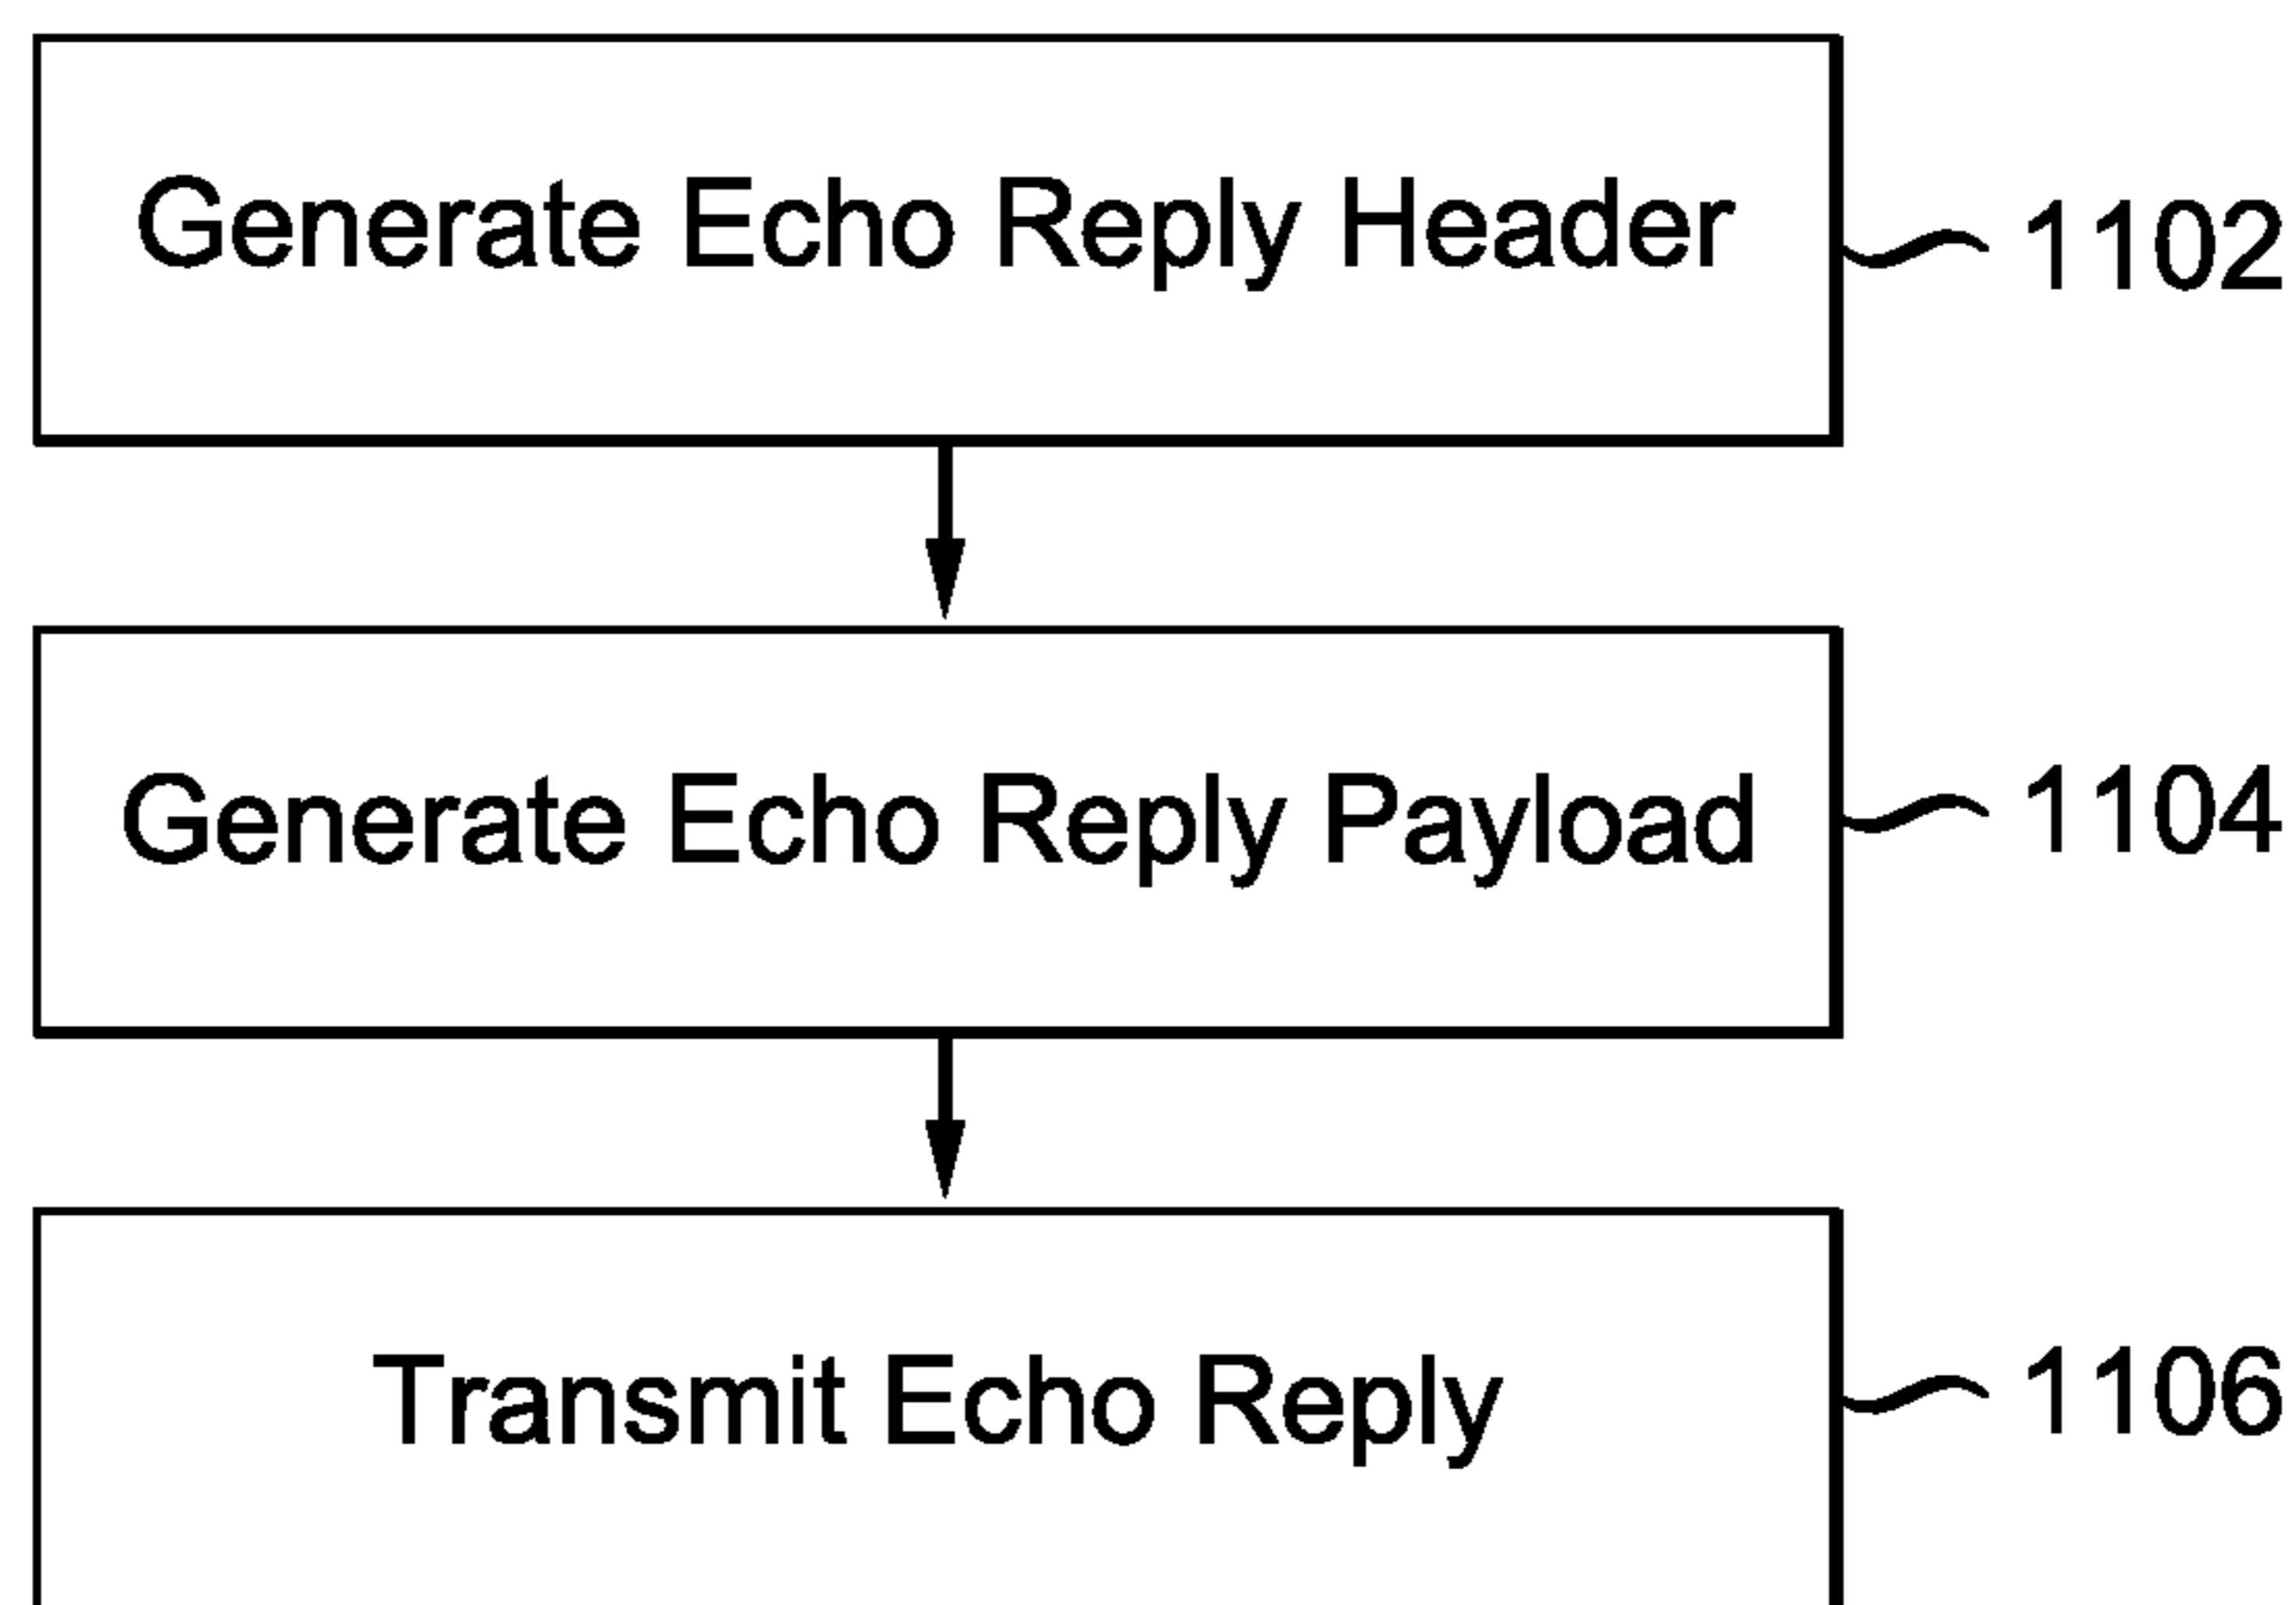 Generate Echo Reply Header
1102
Generate Echo Reply Payload
1104
Transmit Echo Reply
1106